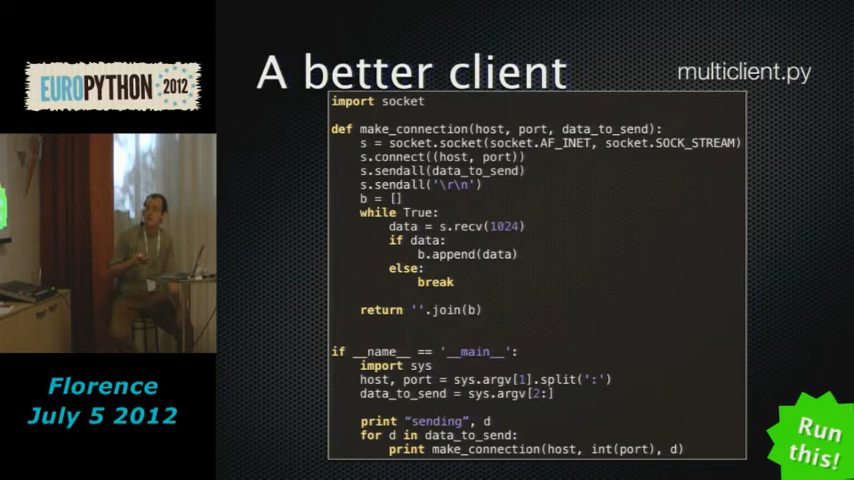 EUROPYTHON 2012
A better client
multiclient.py
import socket
def make_connection(host, port, data_to_send):
    s = socket.socket(socket.AF_INET, socket.SOCK_STREAM)
    s.connect((host, port))
    s.sendall(data_to_send)
    s.sendall('\r\n')
    b = []
    while True:
        data = s.recv(1024)
        if data:
            b.append(data)
        else:
            break
    return ''.join(b)
if __name__ == '__main__':
    import sys
    host, port = sys.argv[1].split(':')
    data_to_send = sys.argv[2:]
    print “sending”, d
    for d in data_to_send:
        print make_connection(host, int(port), d)
Florence
July 5 2012
Run
this!